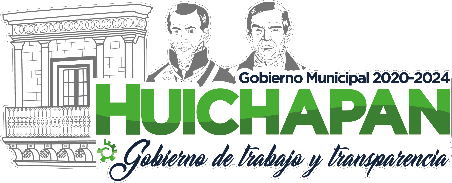 Gobierno Municipal 2020-2024
HUICHAPAN
Gobierno de trabajo y transparencia